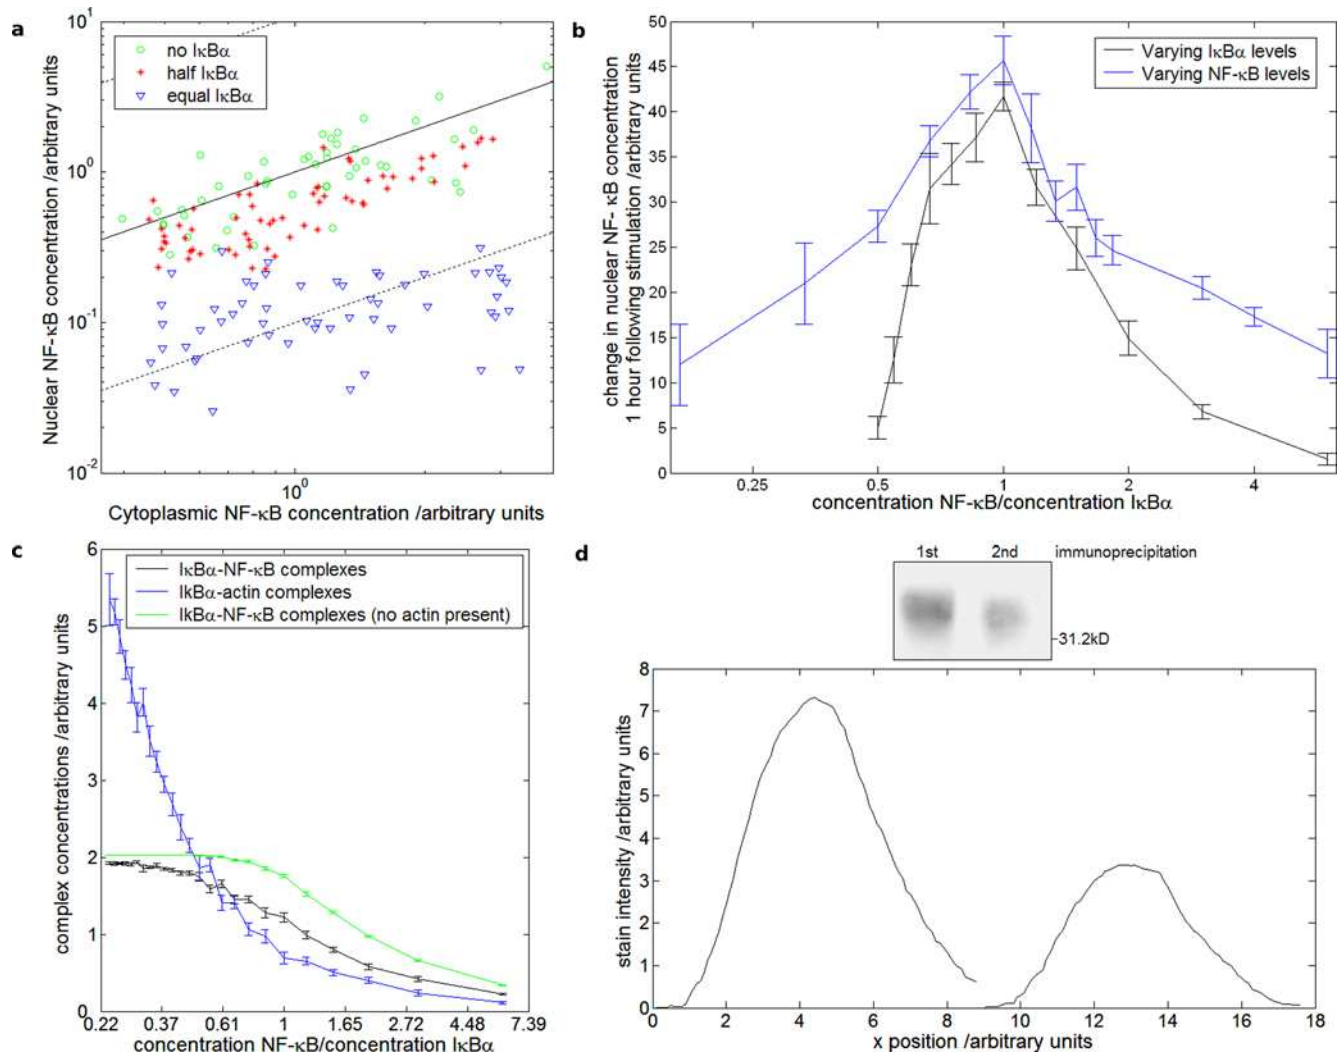 a
Nuclear NF-κB concentration /arbitrary units
10^1
10^0
10^-1
10^-2
no IκBα
half IκBα
equal IκBα
10^0
Cytoplasmic NF-κB concentration /arbitrary units
b
change in nuclear NF- κB concentration
1 hour following stimulation /arbitrary units
50
45
40
35
30
25
20
15
10
5
0
Varying IκBα levels
Varying NF-κB levels
0.25 0.5 1 2 4
concentration NF-κB/concentration IκBα
c
complex concentrations /arbitrary units
6
5
4
3
2
1
0
IκBα-NF-κB complexes
IkBα-actin complexes
IkBα-NF-κB complexes (no actin present)
0.22 0.37 0.61 1 1.65 2.72 4.48 7.39
concentration NF-κB/concentration IκBα
d
1st 2nd immunoprecipitation
31.2kD
stain intensity /arbitrary units
8
7
6
5
4
3
2
1
0
0 2 4 6 8 10 12 14 16 18
x position /arbitrary units